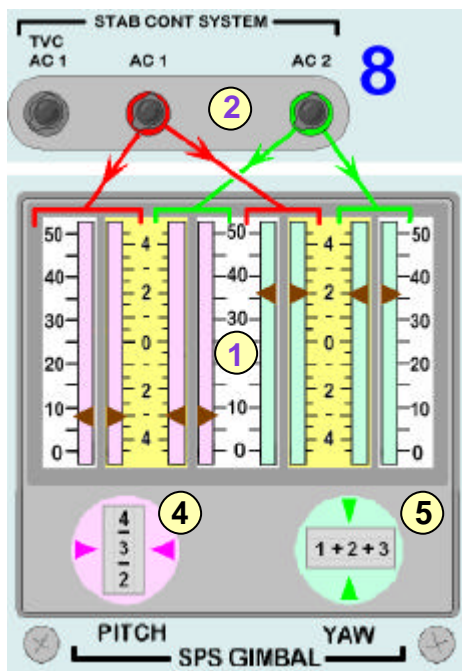 STAB CONT SYSTEM
TVC
AC 1 AC 1 AC 2
8
2
50 4 50 4 50
40 2 40 2 40
30 0 30 0 30
20 1 20
10 2 10 2 10
0 4 0 4 0
4 5
4
3
2
1 + 2 + 3
PITCH YAW
SPS GIMBAL